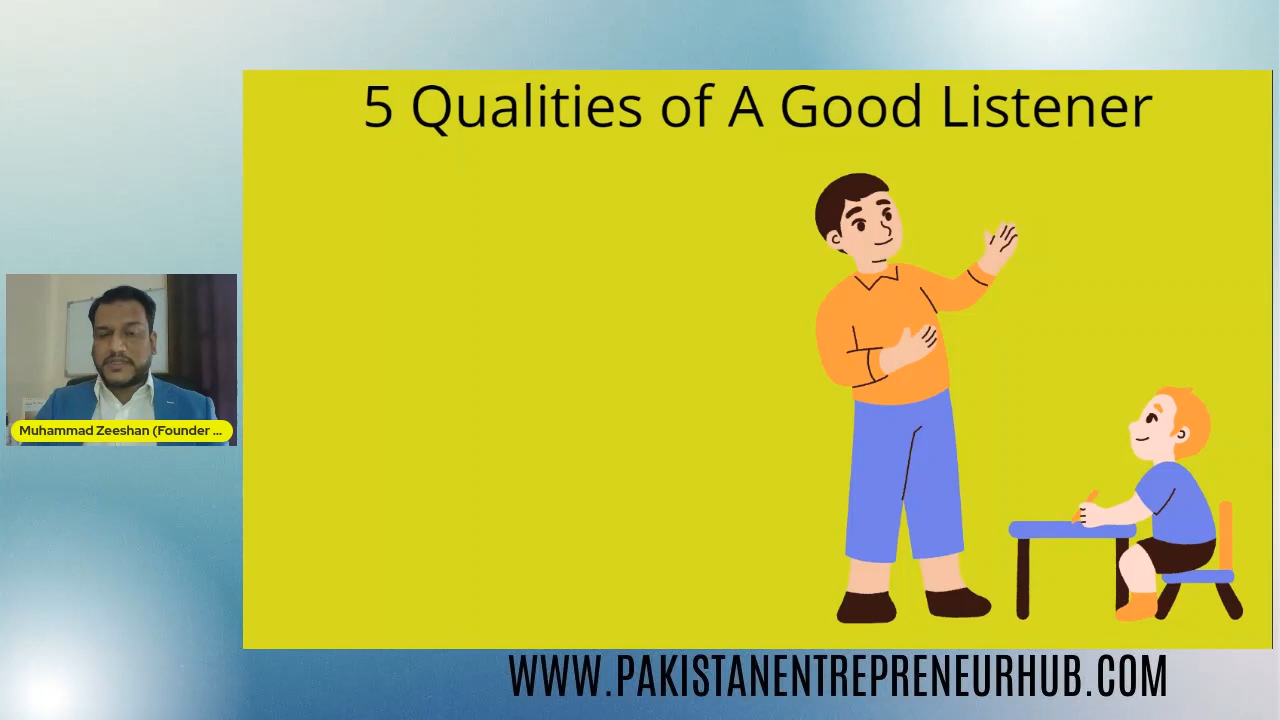 5 Qualities of A Good Listener
Muhammad Zeeshan (Founder ...
WWW.PAKISTANENTREPRENEURHUB.COM